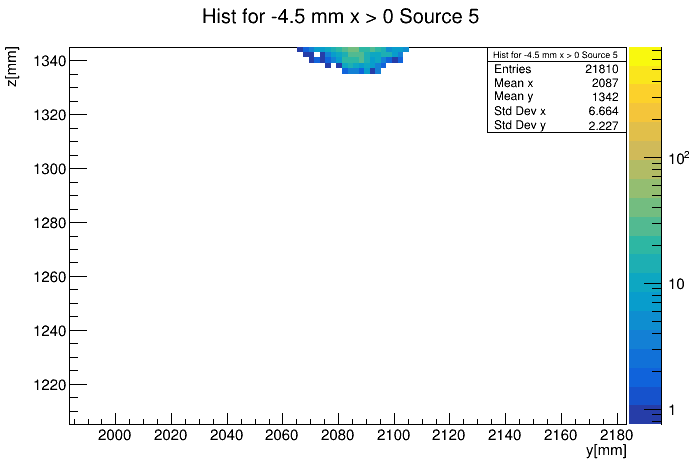 Hist for -4.5 mm x > 0 Source 5
z[mm]
1340
1320
1300
1280
1260
1240
1220
2000 2020 2040 2060 2080 2100 2120 2140 2160 2180
y[mm]
Hist for -4.5 mm x > 0 Source 5
Entries 21810
Mean x 2087
Mean y 1342
Std Dev x 6.664
Std Dev y 2.227
10²
10
1